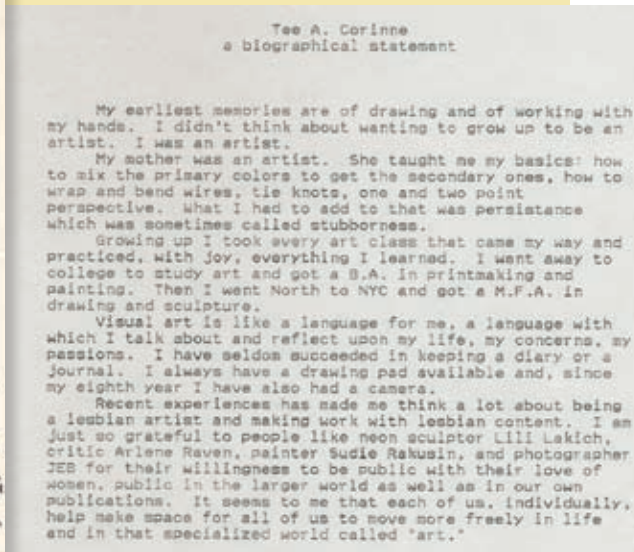 Tee A. Corinne
a biographical statement
My earliest memories are of drawing and of working with
my hands. I didn't think about wanting to grow up to be an
artist. I was an artist.
My mother was an artist. She taught me my basics: how
to mix the primary colors to get the secondary ones, how to
wrap and bend wires, tie knots, one and two point
perspective. What I had to add to that was persistance
which was sometimes called stubborness.
Growing up I took every art class that came my way and
practiced, with joy, everything I learned. I went away to
college to study art and got a B.A. in printmaking and
painting. Then I went North to NYC and got a M.F.A. in
drawing and sculpture.
Visual art is like a language for me, a language with
which I talk about and reflect upon my life, my concerns, my
passions. I have seldom succeeded in keeping a diary or a
journal. I always have a drawing pad available and, since
my eighth year I have also had a camera.
Recent experiences has made me think a lot about being
a lesbian artist and making work with lesbian content. I am
just so grateful to people like neon sculptor Lili Lakich,
critic Arlene Raven, painter Sudie Rakusin, and photographer
JEB for their willingness to be public with their love of
women, public in the larger world as well as in our own
publications. It seems to me that each of us, individually,
help make space for all of us to move more freely in life
and in that specialized world called "art."